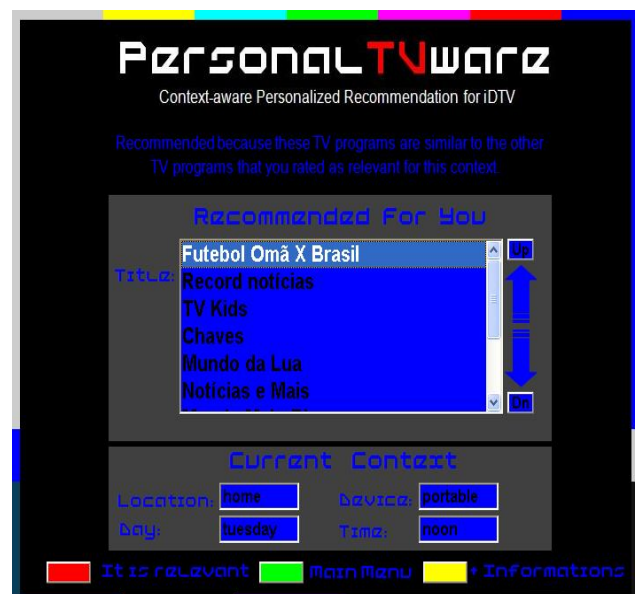 PersonalTVware
Context-aware Personalized Recommendation for iDTV
Recommended because these TV programs are similar to the other
TV programs that you rated as relevant for this context.
Recommended For You
Title:
Futebol Omã X Brasil
Record notícias
TV Kids
Chaves
Mundo da Lua
Notícias e Mais
Up
Dn
Current Context
Location: home Device: portable
Day: tuesday Time: noon
It is relevant Main Menu + Informations